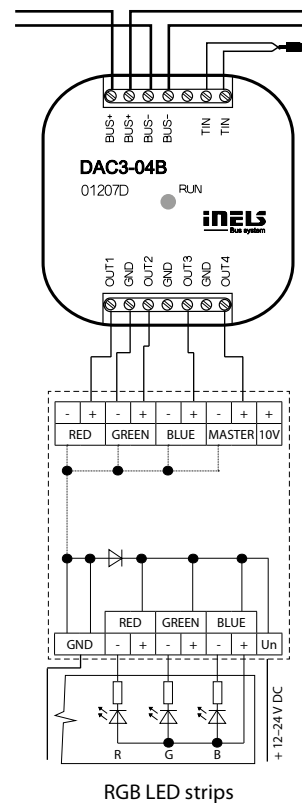 BUS+ BUS+ BUS- BUS- TIN TIN
DAC3-04B
01207D
RUN
iNELS
Bus system
OUT1 GND OUT2 GND OUT3 GND OUT4
- + - + - + - + +
RED GREEN BLUE MASTER 10V
RED GREEN BLUE
GND - + - + - + Un
R G B
+ 12–24 V DC
RGB LED strips